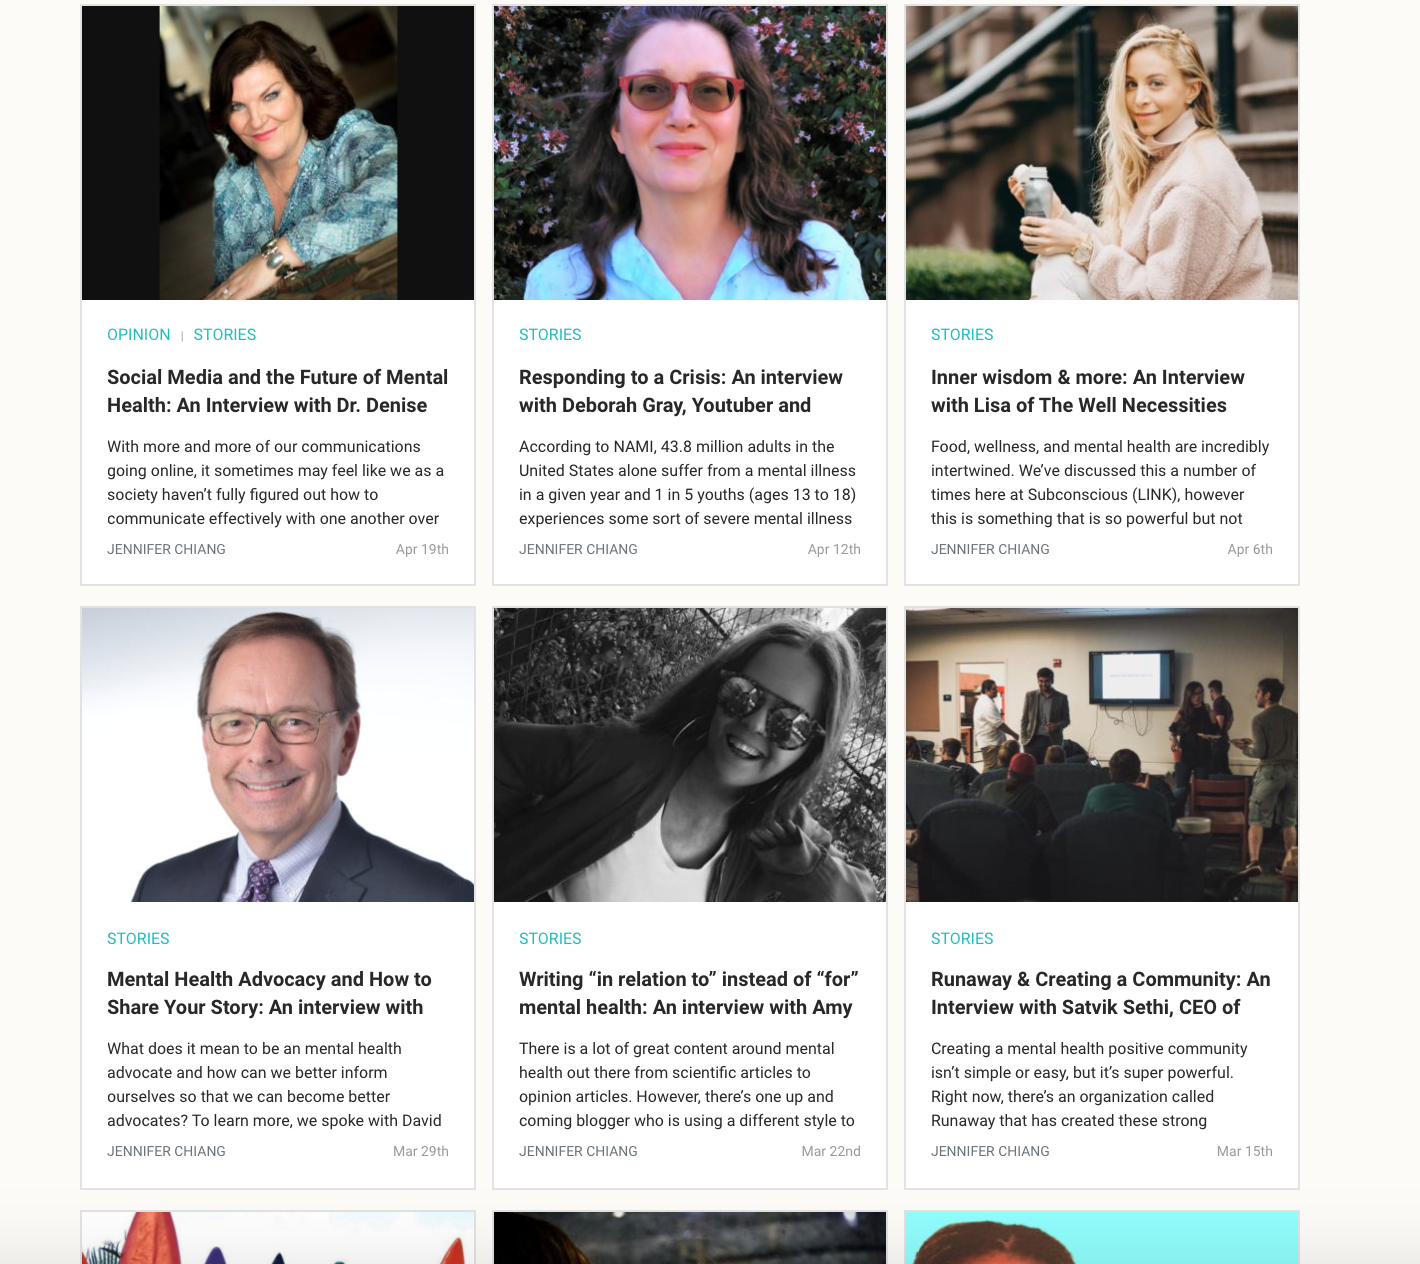 OPINION | STORIES
Social Media and the Future of Mental
Health: An Interview with Dr. Denise
With more and more of our communications
going online, it sometimes may feel like we as a
society haven’t fully figured out how to
communicate effectively with one another over
JENNIFER CHIANG Apr 19th
STORIES
Responding to a Crisis: An interview
with Deborah Gray, Youtuber and
According to NAMI, 43.8 million adults in the
United States alone suffer from a mental illness
in a given year and 1 in 5 youths (ages 13 to 18)
experiences some sort of severe mental illness
JENNIFER CHIANG Apr 12th
STORIES
Inner wisdom & more: An Interview
with Lisa of The Well Necessities
Food, wellness, and mental health are incredibly
intertwined. We’ve discussed this a number of
times here at Subconscious (LINK), however
this is something that is so powerful but not
JENNIFER CHIANG Apr 6th
STORIES
Mental Health Advocacy and How to
Share Your Story: An interview with
What does it mean to be an mental health
advocate and how can we better inform
ourselves so that we can become better
advocates? To learn more, we spoke with David
JENNIFER CHIANG Mar 29th
STORIES
Writing “in relation to” instead of “for”
mental health: An interview with Amy
There is a lot of great content around mental
health out there from scientific articles to
opinion articles. However, there’s one up and
coming blogger who is using a different style to
JENNIFER CHIANG Mar 22nd
STORIES
Runaway & Creating a Community: An
Interview with Satvik Sethi, CEO of
Creating a mental health positive community
isn’t simple or easy, but it’s super powerful.
Right now, there’s an organization called
Runaway that has created these strong
JENNIFER CHIANG Mar 15th